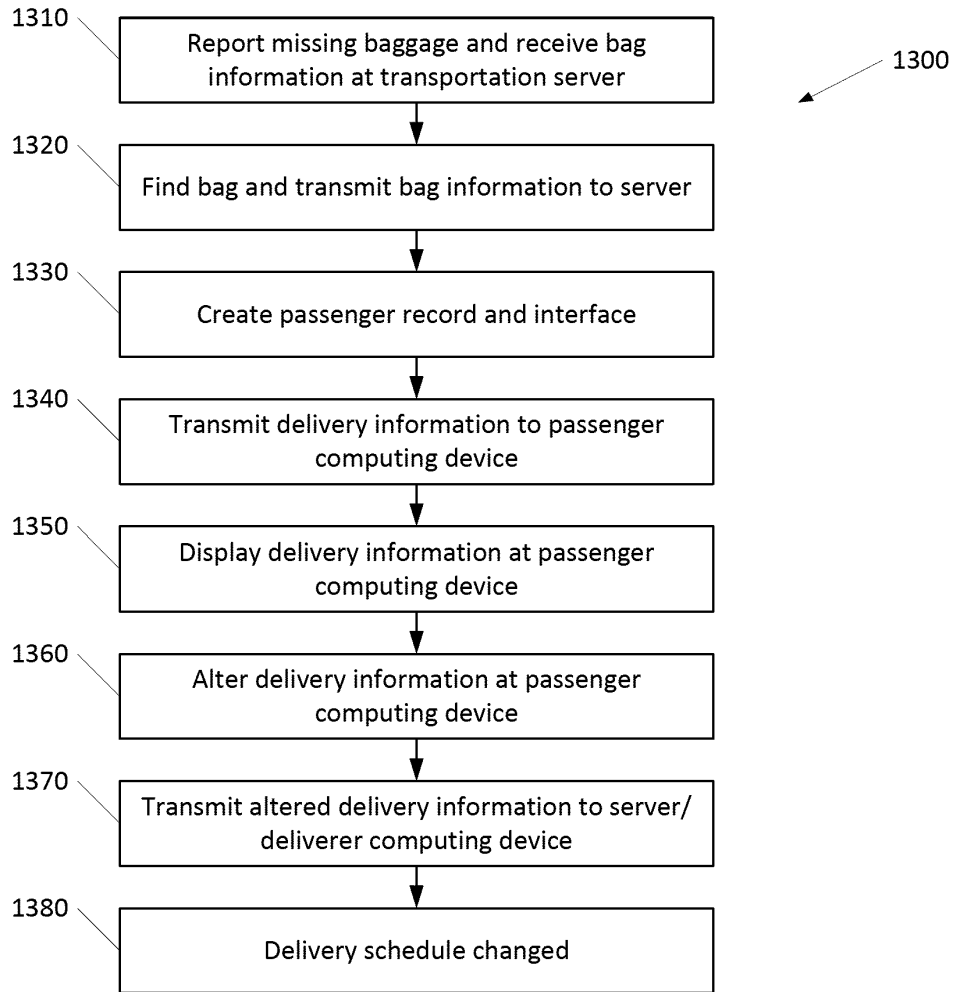 1310
Report missing baggage and receive bag
information at transportation server
1300
1320
Find bag and transmit bag information to server
1330
Create passenger record and interface
1340
Transmit delivery information to passenger
computing device
1350
Display delivery information at passenger
computing device
1360
Alter delivery information at passenger
computing device
1370
Transmit altered delivery information to server/
deliverer computing device
1380
Delivery schedule changed